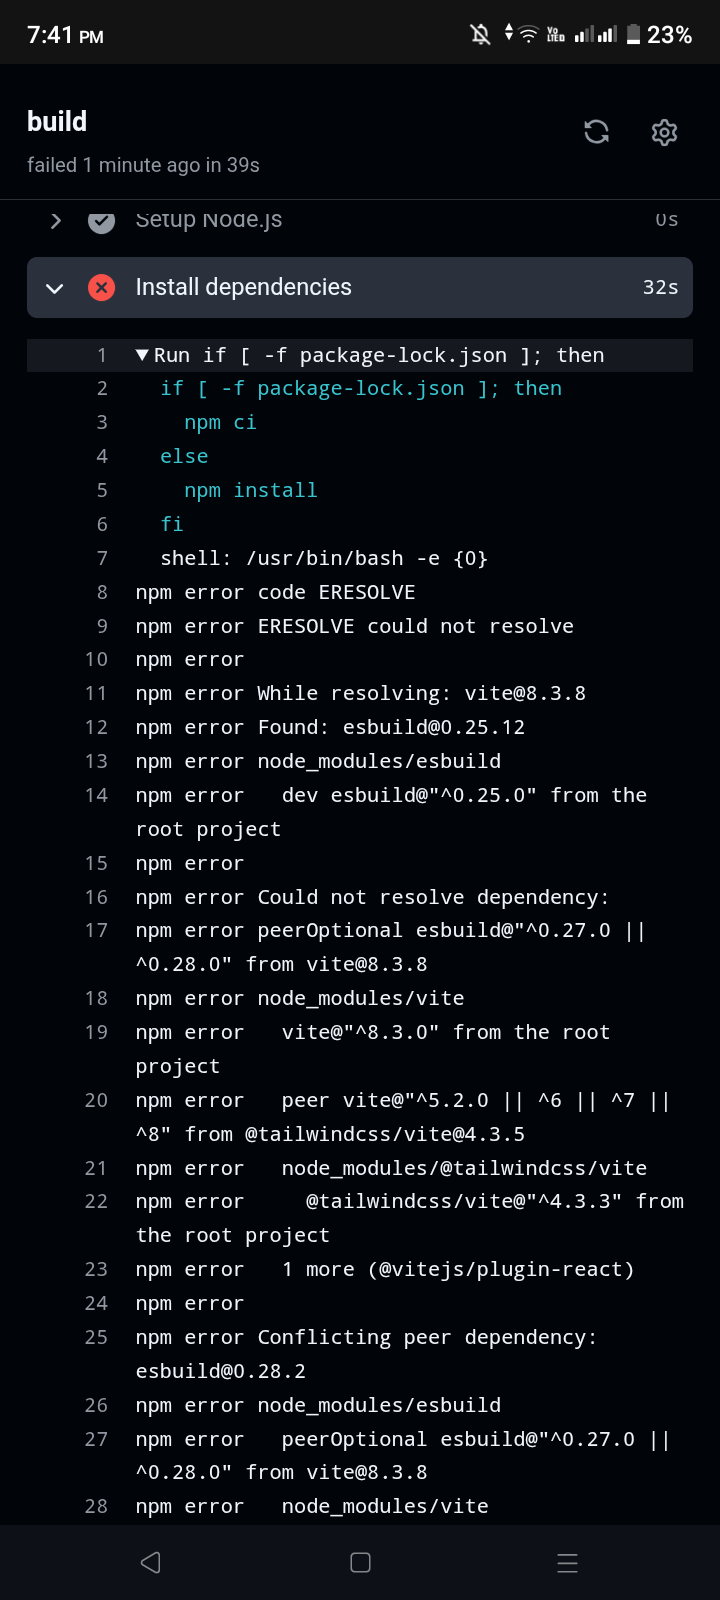 7:41 PM
Vo
LTE
23%
build
failed 1 minute ago in 39s
Setup Node.js 0s
Install dependencies 32s
1 ▼ Run if [ -f package-lock.json ]; then
2 if [ -f package-lock.json ]; then
3 npm ci
4 else
5 npm install
6 fi
7 shell: /usr/bin/bash -e {0}
8 npm error code ERESOLVE
9 npm error ERESOLVE could not resolve
10 npm error
11 npm error While resolving: vite@8.3.8
12 npm error Found: esbuild@0.25.12
13 npm error node_modules/esbuild
14 npm error   dev esbuild@"^0.25.0" from the
root project
15 npm error
16 npm error Could not resolve dependency:
17 npm error peerOptional esbuild@"^0.27.0 ||
^0.28.0" from vite@8.3.8
18 npm error node_modules/vite
19 npm error   vite@"^8.3.0" from the root
project
20 npm error   peer vite@"^5.2.0 || ^6 || ^7 ||
^8" from @tailwindcss/vite@4.3.5
21 npm error   node_modules/@tailwindcss/vite
22 npm error     @tailwindcss/vite@"^4.3.3" from
the root project
23 npm error   1 more (@vitejs/plugin-react)
24 npm error
25 npm error Conflicting peer dependency:
esbuild@0.28.2
26 npm error node_modules/esbuild
27 npm error   peerOptional esbuild@"^0.27.0 ||
^0.28.0" from vite@8.3.8
28 npm error   node_modules/vite